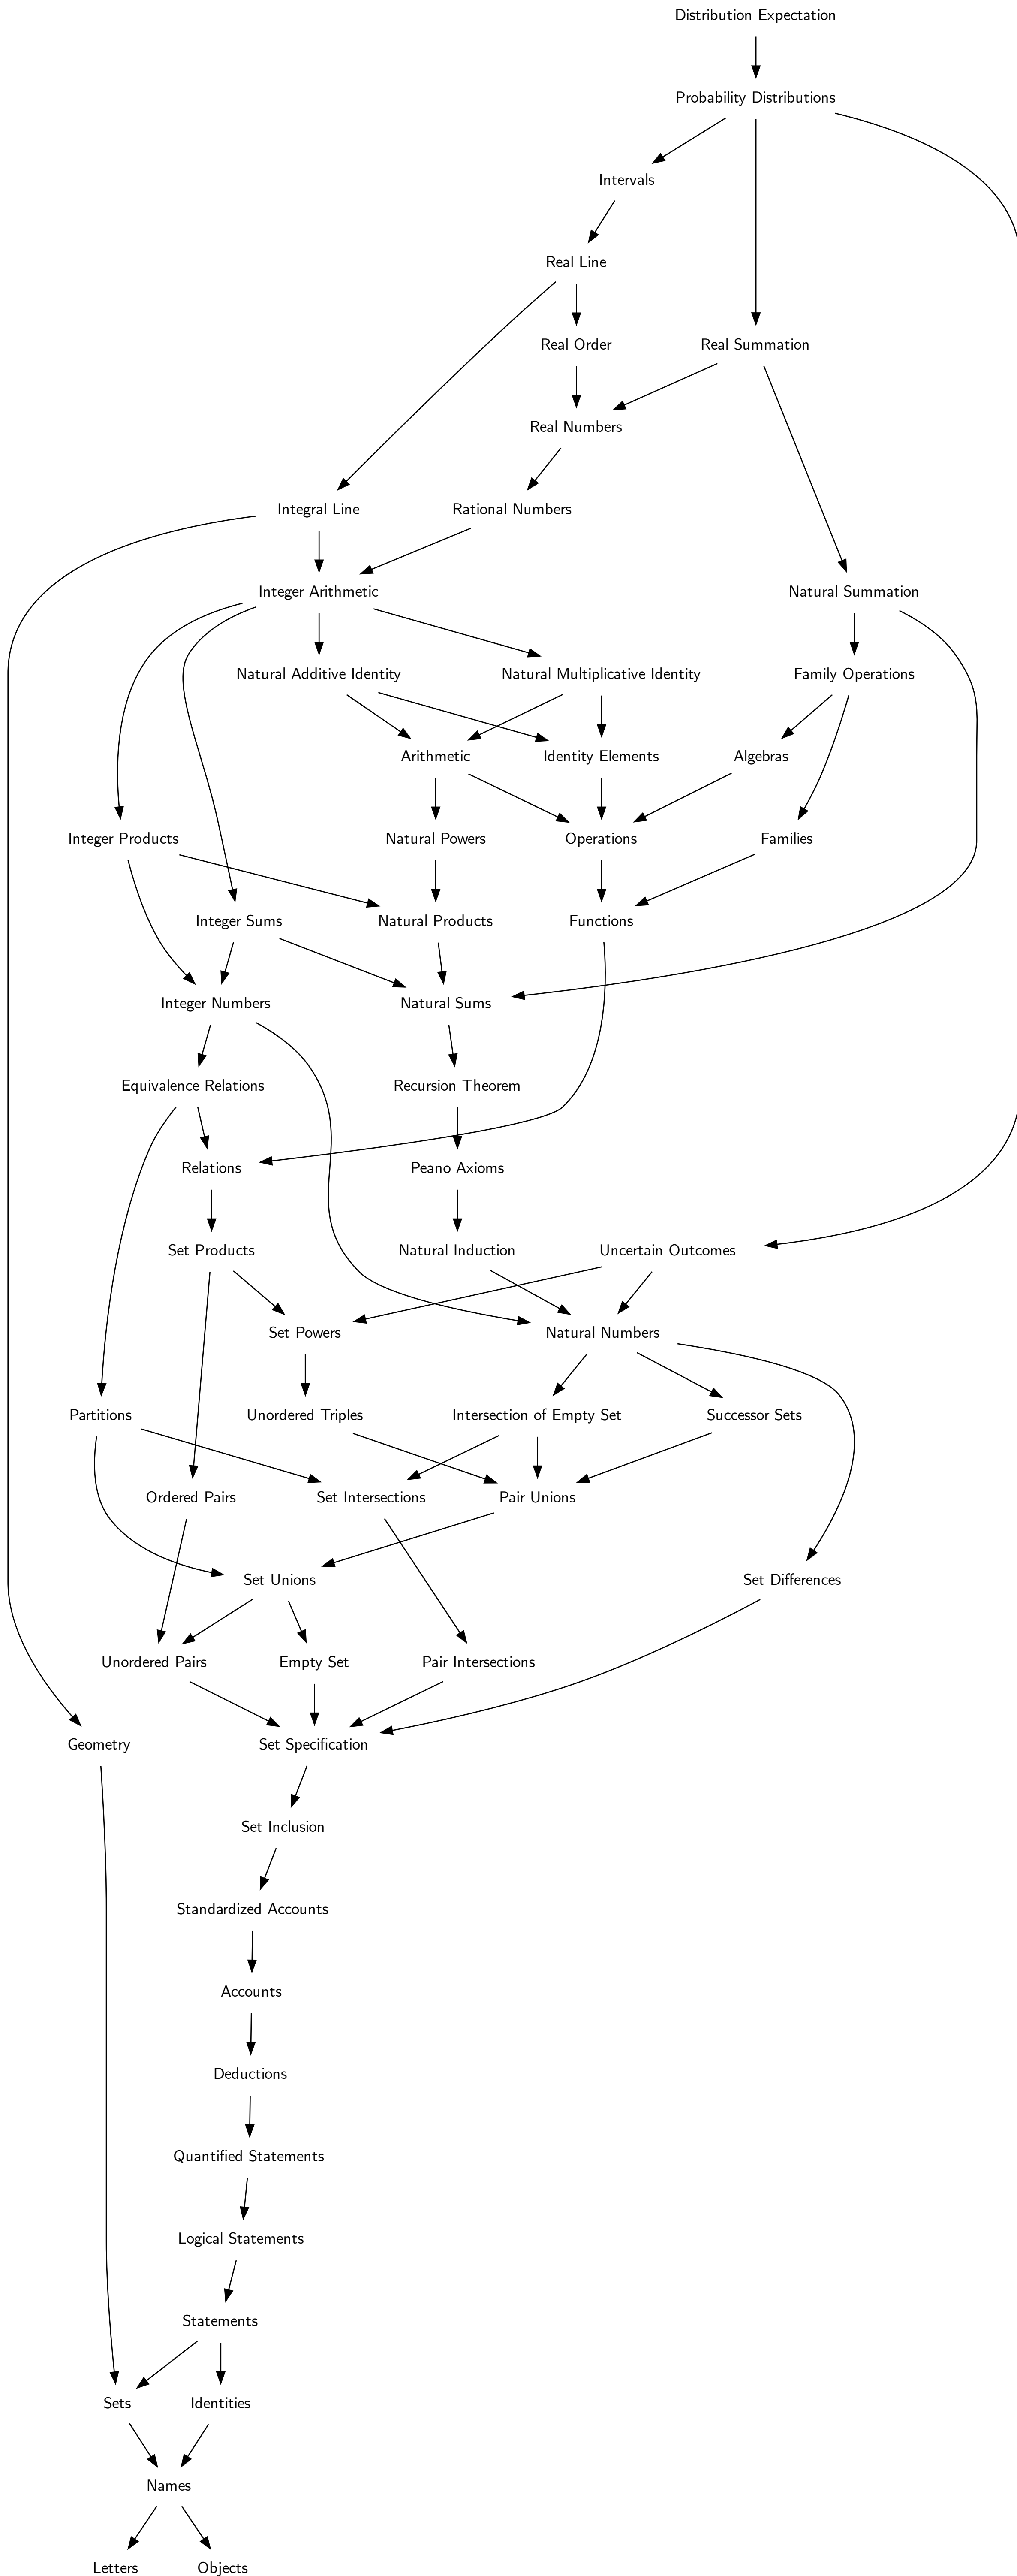 Distribution Expectation
Probability Distributions
Intervals
Real Line
Real Order
Real Summation
Real Numbers
Integral Line
Rational Numbers
Integer Arithmetic
Natural Summation
Natural Additive Identity
Natural Multiplicative Identity
Family Operations
Arithmetic
Identity Elements
Algebras
Integer Products
Natural Powers
Operations
Families
Integer Sums
Natural Products
Functions
Integer Numbers
Natural Sums
Equivalence Relations
Recursion Theorem
Relations
Peano Axioms
Set Products
Natural Induction
Uncertain Outcomes
Set Powers
Natural Numbers
Partitions
Unordered Triples
Intersection of Empty Set
Successor Sets
Ordered Pairs
Set Intersections
Pair Unions
Set Unions
Set Differences
Unordered Pairs
Empty Set
Pair Intersections
Geometry
Set Specification
Set Inclusion
Standardized Accounts
Accounts
Deductions
Quantified Statements
Logical Statements
Statements
Sets
Identities
Names
Letters
Objects